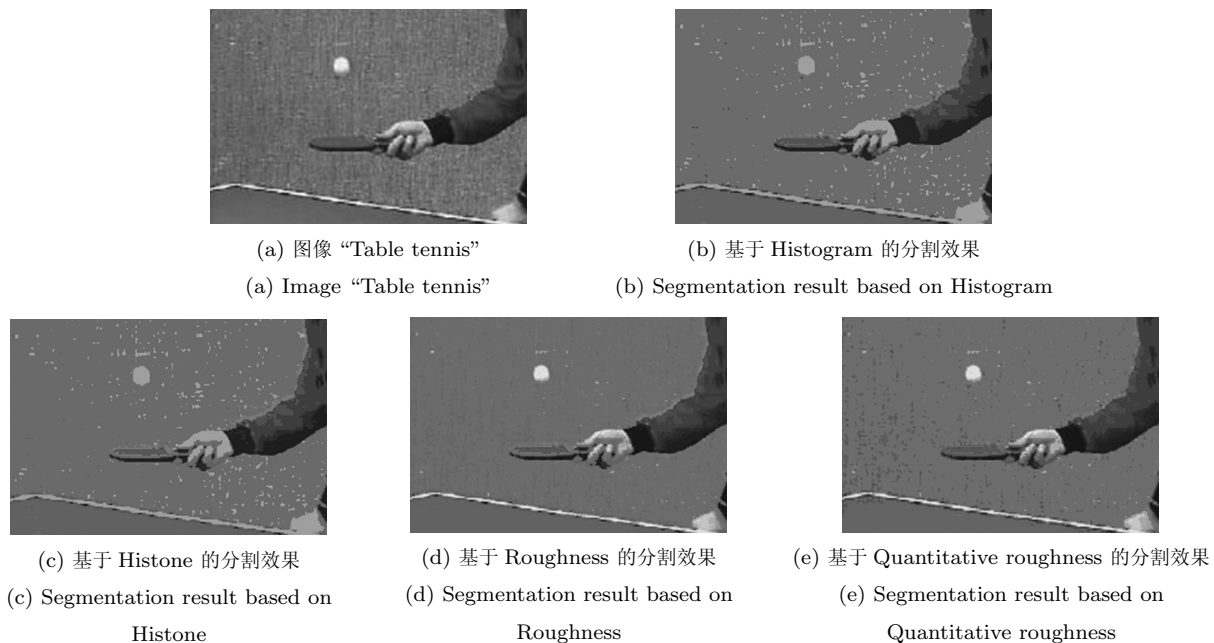 (a) 图像 “Table tennis”
(a) Image “Table tennis”
(b) 基于 Histogram 的分割效果
(b) Segmentation result based on Histogram
(c) 基于 Histone 的分割效果
(c) Segmentation result based on
Histone
(d) 基于 Roughness 的分割效果
(d) Segmentation result based on
Roughness
(e) 基于 Quantitative roughness 的分割效果
(e) Segmentation result based on
Quantitative roughness